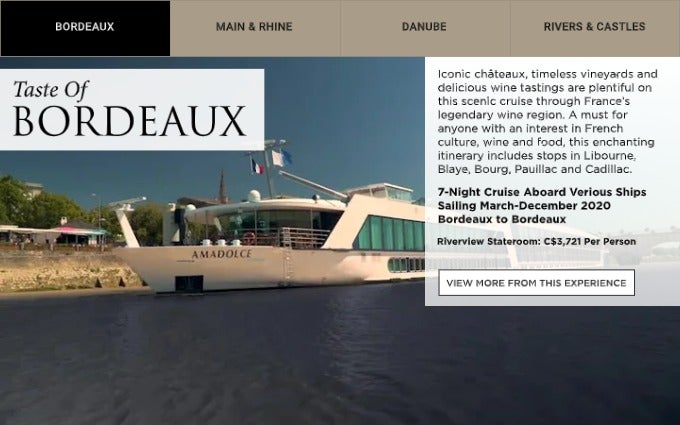 BORDEAUX
MAIN & RHINE
DANUBE
RIVERS & CASTLES
Taste Of
BORDEAUX
Iconic châteaux, timeless vineyards and
delicious wine tastings are plentiful on
this scenic cruise through France's
legendary wine region. A must for
anyone with an interest in French
culture, wine and food, this enchanting
itinerary includes stops in Libourne,
Blaye, Bourg, Pauillac and Cadillac.
7-Night Cruise Aboard Verious Ships
Sailing March-December 2020
Bordeaux to Bordeaux
Riverview Stateroom: C$3,721 Per Person
VIEW MORE FROM THIS EXPERIENCE
AMADOLCE